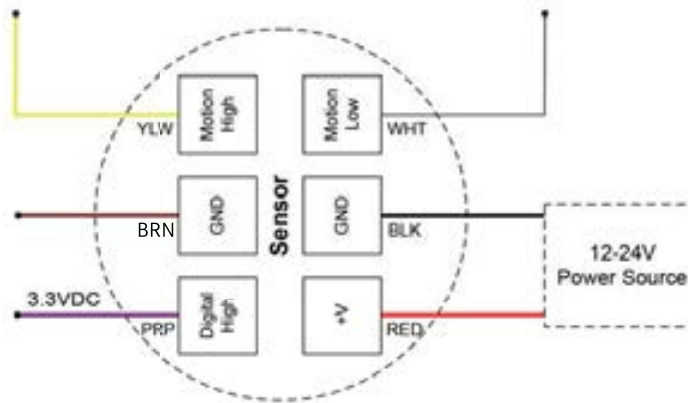 Motion
High
YLW
Motion
Low
WHT
GND
BRN
Sensor
GND
BLK
12-24V
Power Source
3.3VDC
Digital
High
PRP
+V
RED